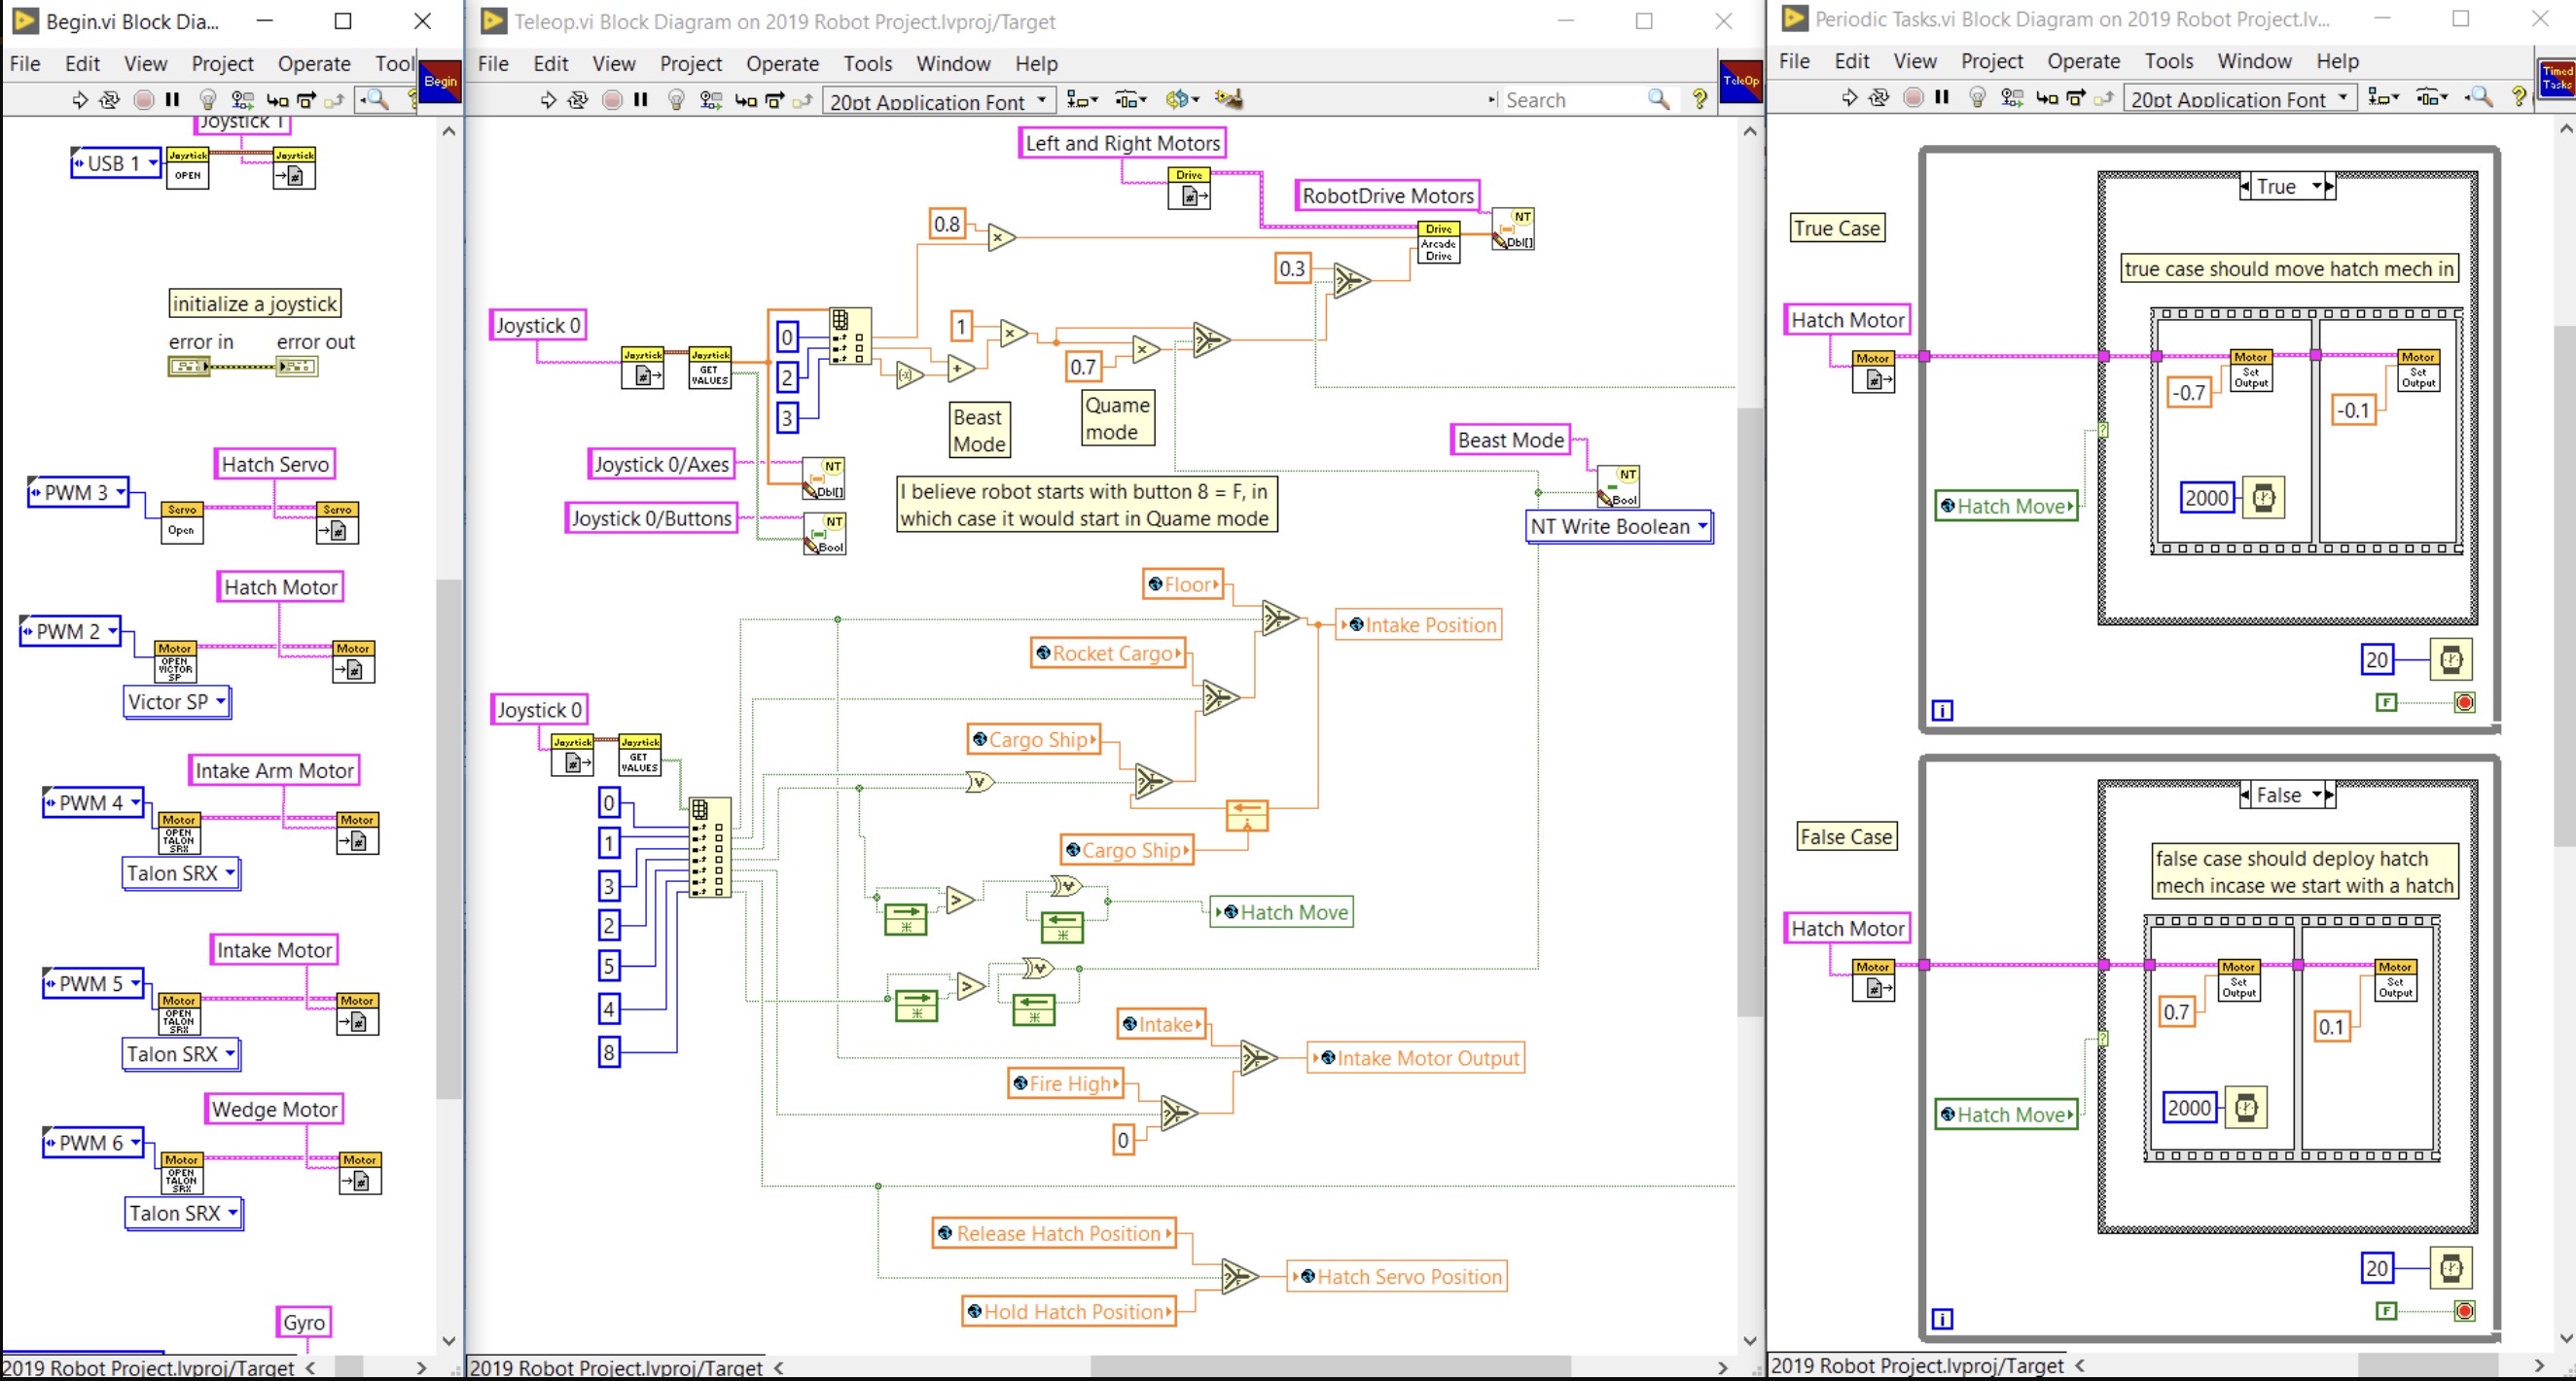 Begin.vi Block Dia...
File Edit View Project Operate Tool
Begin
Joystick 1
USB 1
Joystick
OPEN
Joystick
initialize a joystick
error in
error out
Hatch Servo
PWM 3
Servo
Open
Servo
Hatch Motor
PWM 2
Motor
OPEN
VICTOR
SP
Motor
Victor SP
Intake Arm Motor
PWM 4
Motor
OPEN
TALON
SRX
Motor
Talon SRX
Intake Motor
PWM 5
Motor
OPEN
TALON
SRX
Motor
Talon SRX
Wedge Motor
PWM 6
Motor
OPEN
TALON
SRX
Motor
Talon SRX
Gyro
2019 Robot Project.lvproj/Target
Teleop.vi Block Diagram on 2019 Robot Project.lvproj/Target
File Edit View Project Operate Tools Window Help
20pt Application Font
Search
TeleOp
Left and Right Motors
Drive
RobotDrive Motors
NT
Dbl[]
0.8
Drive
Arcade
Drive
0.3
Joystick 0
Joystick
Joystick
GET
VALUES
0
2
3
1
0.7
Beast
Mode
Quame
mode
Joystick 0/Axes
NT
Dbl[]
Joystick 0/Buttons
NT
Bool
I believe robot starts with button 8 = F, in
which case it would start in Quame mode
Beast Mode
NT
Bool
NT Write Boolean
Floor
Intake Position
Rocket Cargo
Joystick 0
Joystick
Joystick
GET
VALUES
Cargo Ship
Cargo Ship
0
1
3
2
5
4
8
Hatch Move
Intake
Intake Motor Output
Fire High
0
Release Hatch Position
Hatch Servo Position
Hold Hatch Position
2019 Robot Project.lvproj/Target
Periodic Tasks.vi Block Diagram on 2019 Robot Project.lv...
File Edit View Project Operate Tools Window Help
20pt Application Font
Timed
Tasks
True
True Case
true case should move hatch mech in
Hatch Motor
Motor
Motor
Set
Output
Motor
Set
Output
-0.7
-0.1
2000
Hatch Move
20
F
i
False
False Case
false case should deploy hatch
mech incase we start with a hatch
Hatch Motor
Motor
Motor
Set
Output
Motor
Set
Output
0.7
0.1
2000
Hatch Move
20
F
i
2019 Robot Project.lvproj/Target